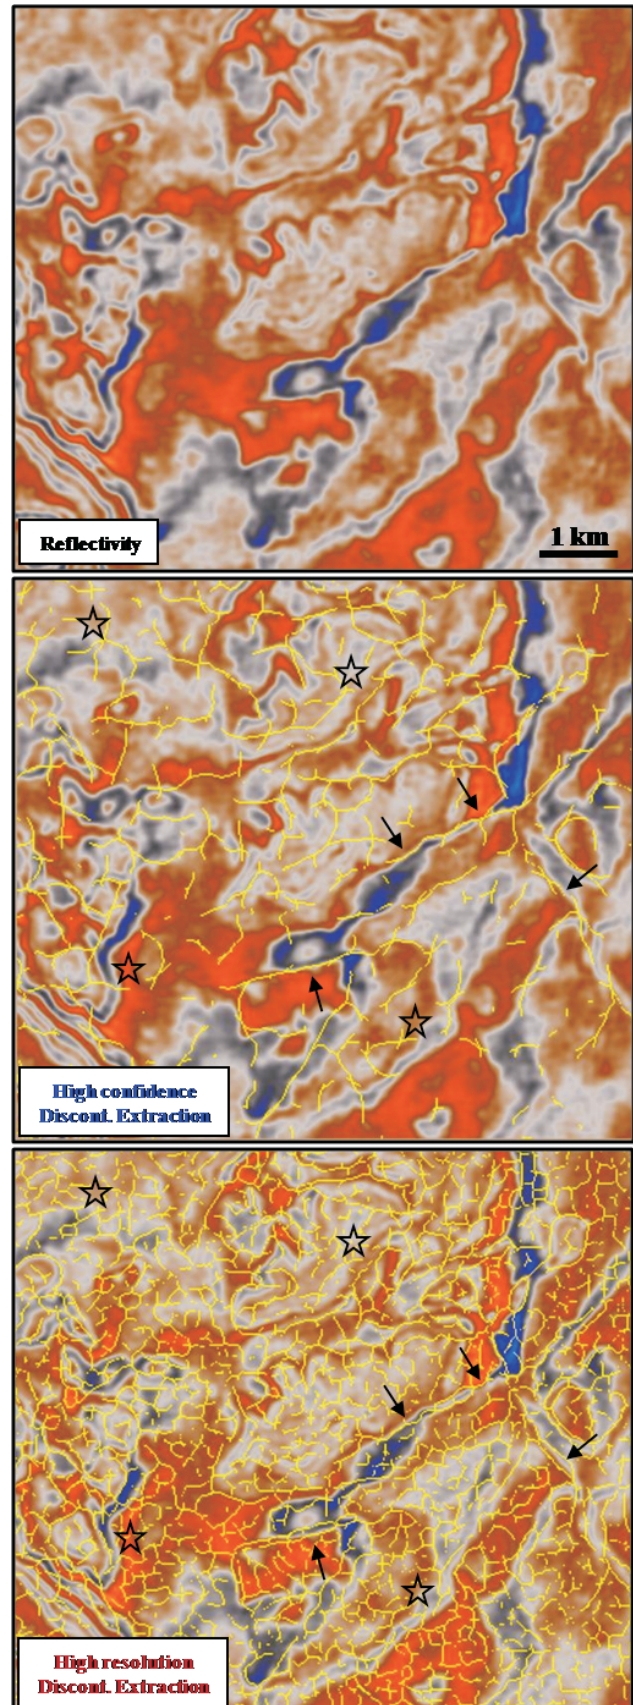 Reflectivity
1 km
High confidence
Discont. Extraction
High resolution
Discont. Extraction